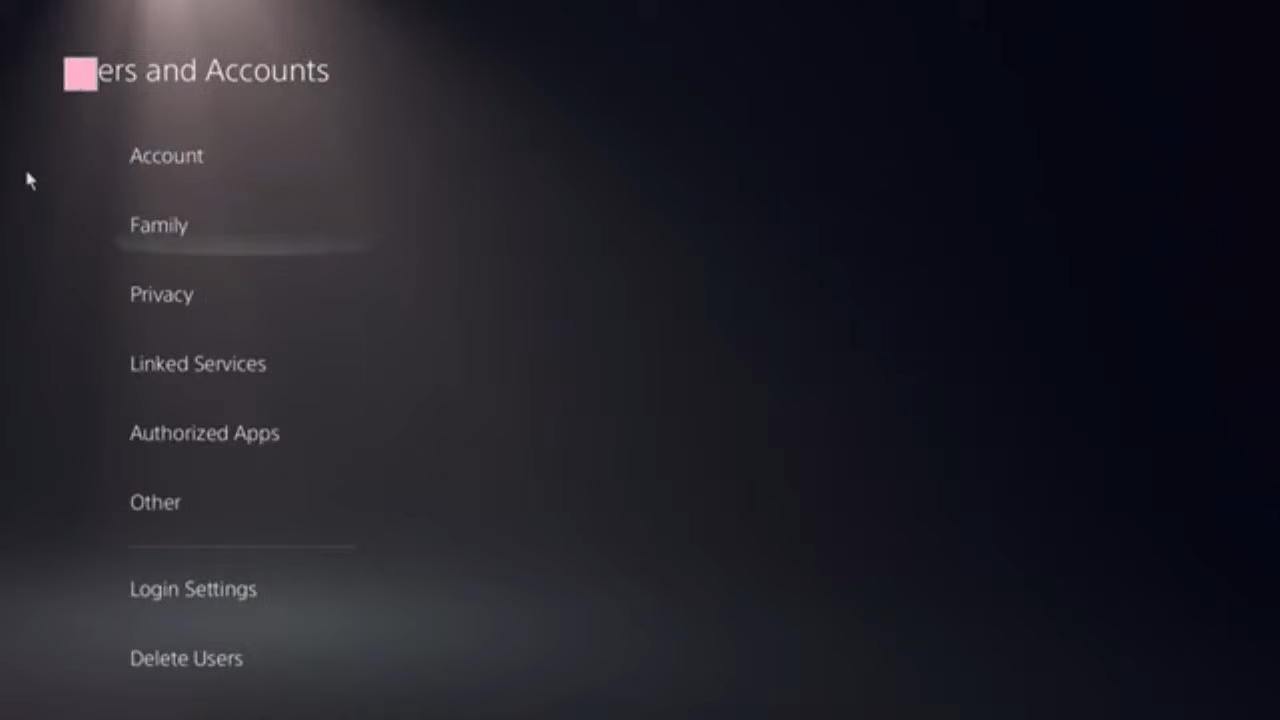 ers and Accounts
Account
Family
Privacy
Linked Services
Authorized Apps
Other
Login Settings
Delete Users